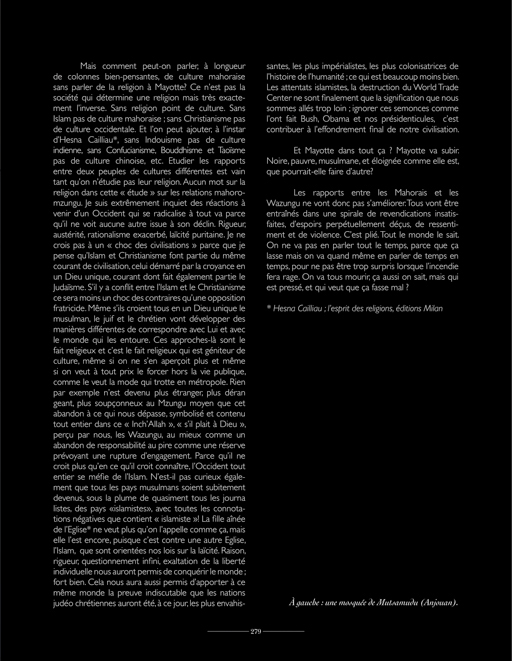 Mais comment peut-on parler, à longueur
de colonnes bien-pensantes, de culture mahoraise
sans parler de la religion à Mayotte? Ce n'est pas la
société qui détermine une religion mais très exacte-
ment l'inverse. Sans religion point de culture. Sans
Islam pas de culture mahoraise ; sans Christianisme pas
de culture occidentale. Et l'on peut ajouter, à l'instar
d'Hesna Cailliau*, sans Indouisme pas de culture
indienne, sans Confucianisme, Bouddhisme et Taoïsme
pas de culture chinoise, etc. Etudier les rapports
entre deux peuples de cultures différentes est vain
tant qu'on n'étudie pas leur religion. Aucun mot sur la
religion dans cette « étude » sur les relations mahoro-
mzungu. Je suis extrêmement inquiet des réactions à
venir d'un Occident qui se radicalise à tout va parce
qu'il ne voit aucune autre issue à son déclin. Rigueur,
austérité, rationalisme exacerbé, laïcité puritaine. Je ne
crois pas à un « choc des civilisations » parce que je
pense qu'Islam et Christianisme font partie du même
courant de civilisation, celui démarré par la croyance en
un Dieu unique, courant dont fait également partie le
Judaïsme. S'il y a conflit entre l'Islam et le Christianisme
ce sera moins un choc des contraires qu'une opposition
fratricide. Même s'ils croient tous en un Dieu unique le
musulman, le juif et le chrétien vont développer des
manières différentes de correspondre avec Lui et avec
le monde qui les entoure. Ces approches-là sont le
fait religieux et c'est le fait religieux qui est géniteur de
culture, même si on ne s'en aperçoit plus et même
si on veut à tout prix le forcer hors la vie publique,
comme le veut la mode qui trotte en métropole. Rien
par exemple n'est devenu plus étranger, plus déran
geant, plus soupçonneux au Mzungu moyen que cet
abandon à ce qui nous dépasse, symbolisé et contenu
tout entier dans ce « Inch'Allah », « s'il plait à Dieu »,
perçu par nous, les Wazungu, au mieux comme un
abandon de responsabilité au pire comme une réserve
prévoyant une rupture d'engagement. Parce qu'il ne
croit plus qu'en ce qu'il croit connaître, l'Occident tout
entier se méfie de l'Islam. N'est-il pas curieux égale-
ment que tous les pays musulmans soient subitement
devenus, sous la plume de quasiment tous les journa
listes, des pays «islamistes», avec toutes les connota-
tions négatives que contient « islamiste »! La fille aînée
de l'Eglise* ne veut plus qu'on l'appelle comme ça, mais
elle l'est encore, puisque c'est contre une autre Eglise,
l'Islam, que sont orientées nos lois sur la laïcité. Raison,
rigueur, questionnement infini, exaltation de la liberté
individuelle nous auront permis de conquérir le monde ;
fort bien. Cela nous aura aussi permis d'apporter à ce
même monde la preuve indiscutable que les nations
judéo chrétiennes auront été, à ce jour, les plus envahis-
santes, les plus impérialistes, les plus colonisatrices de
l'histoire de l'humanité ; ce qui est beaucoup moins bien.
Les attentats islamistes, la destruction du World Trade
Center ne sont finalement que la signification que nous
sommes allés trop loin ; ignorer ces semonces comme
l'ont fait Bush, Obama et nos présidenticules, c'est
contribuer à l'effondrement final de notre civilisation.
Et Mayotte dans tout ça ? Mayotte va subir.
Noire, pauvre, musulmane, et éloignée comme elle est,
que pourrait-elle faire d'autre?
Les rapports entre les Mahorais et les
Wazungu ne vont donc pas s'améliorer. Tous vont être
entraînés dans une spirale de revendications insatis-
faites, d'espoirs perpétuellement déçus, de ressenti-
ment et de violence. C'est plié. Tout le monde le sait.
On ne va pas en parler tout le temps, parce que ça
lasse mais on va quand même en parler de temps en
temps, pour ne pas être trop surpris lorsque l'incendie
fera rage. On va tous mourir, ça aussi on sait, mais qui
est pressé, et qui veut que ça fasse mal ?
* Hesna Cailliau ; l'esprit des religions, éditions Milan
À gauche : une mosquée de Mutsamudu (Anjouan).
279